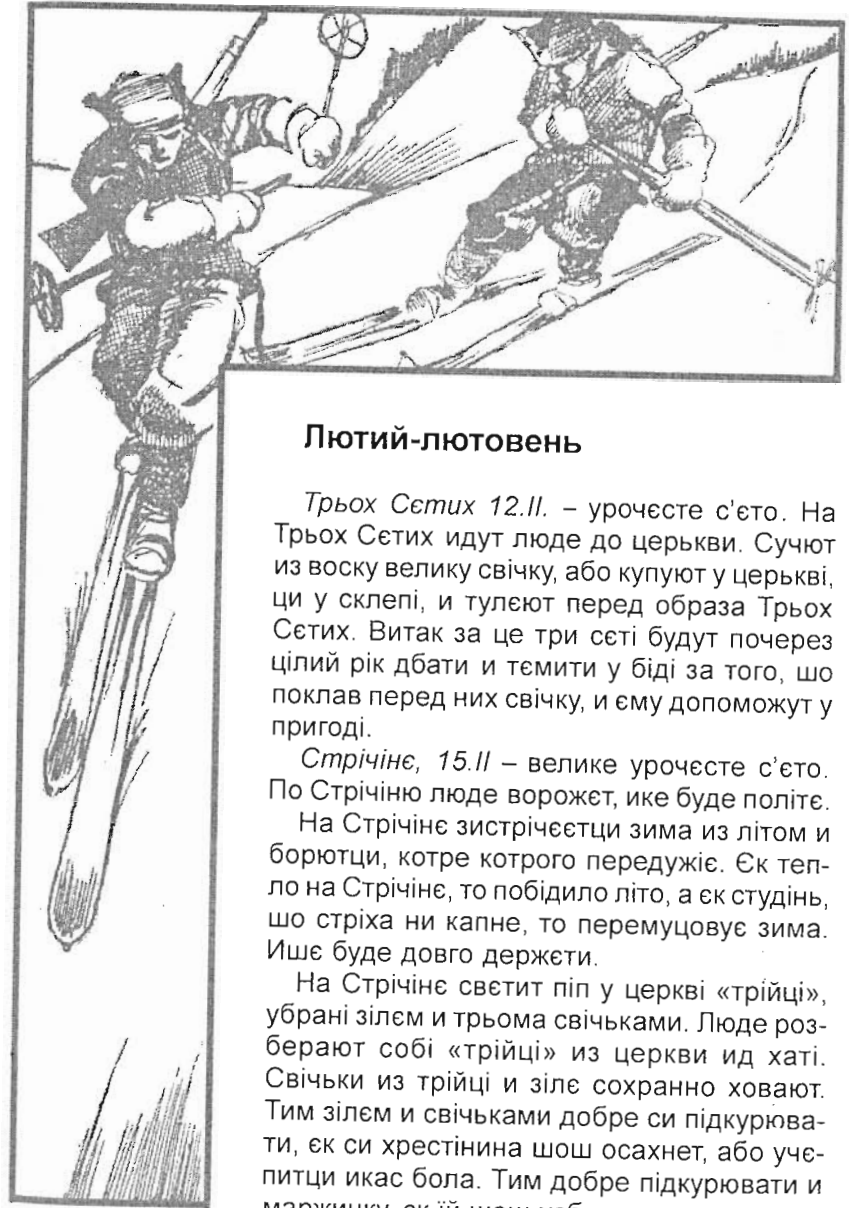 Лютий-лютовень
Трьох Сєтих 12.II. – урочєсте с’єто. На
Трьох Сєтих идут люде до церькви. Сучют
из воску велику свічку, або купуют у церькві,
ци у склепі, и тулєют перед образа Трьох
Сєтих. Витак за це три сєті будут почерез
цілий рік дбати и тємити у біді за того, шо
поклав перед них свічку, и єму допоможут у
пригоді.
Стрічінє, 15.II – велике урочєсте с’єто.
По Стрічіню люде ворожєт, ике буде політє.
На Стрічінє зистрічєєтци зима из літом и
борютци, котре котрого передужіє. Єк теп-
ло на Стрічінє, то побідило літо, а єк студінь,
шо стріха ни капне, то перемуцовує зима.
Ишє буде довго держєти.
На Стрічінє свєтит піп у церкві «трійці»,
убрані зілєм и трьома свічьками. Люде роз-
берают собі «трійці» из церкви ид хаті.
Свічьки из трійці и зілє сохранно ховают.
Тим зілєм и свічьками добре си підкурюва-
ти, єк си хрестінина шош осахнет, або учє-
питци икас бола. Тим добре підкурювати и
маржинку, єк їй шош